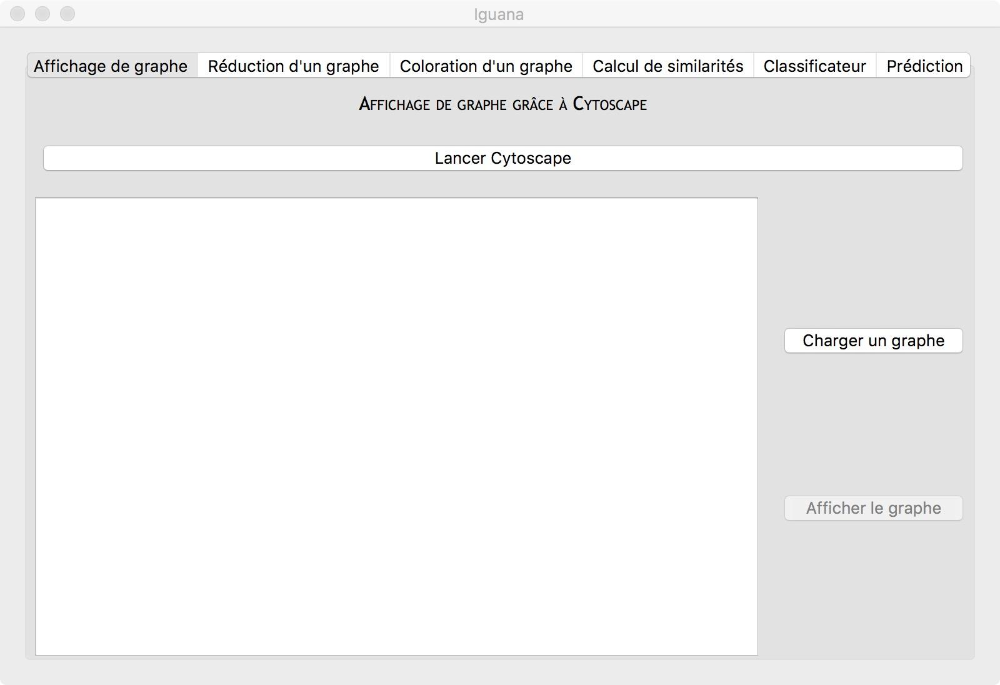 Iguana
Affichage de graphe Réduction d'un graphe Coloration d'un graphe Calcul de similarités Classificateur Prédiction
Affichage de graphe grâce à Cytoscape
Lancer Cytoscape
Charger un graphe
Afficher le graphe